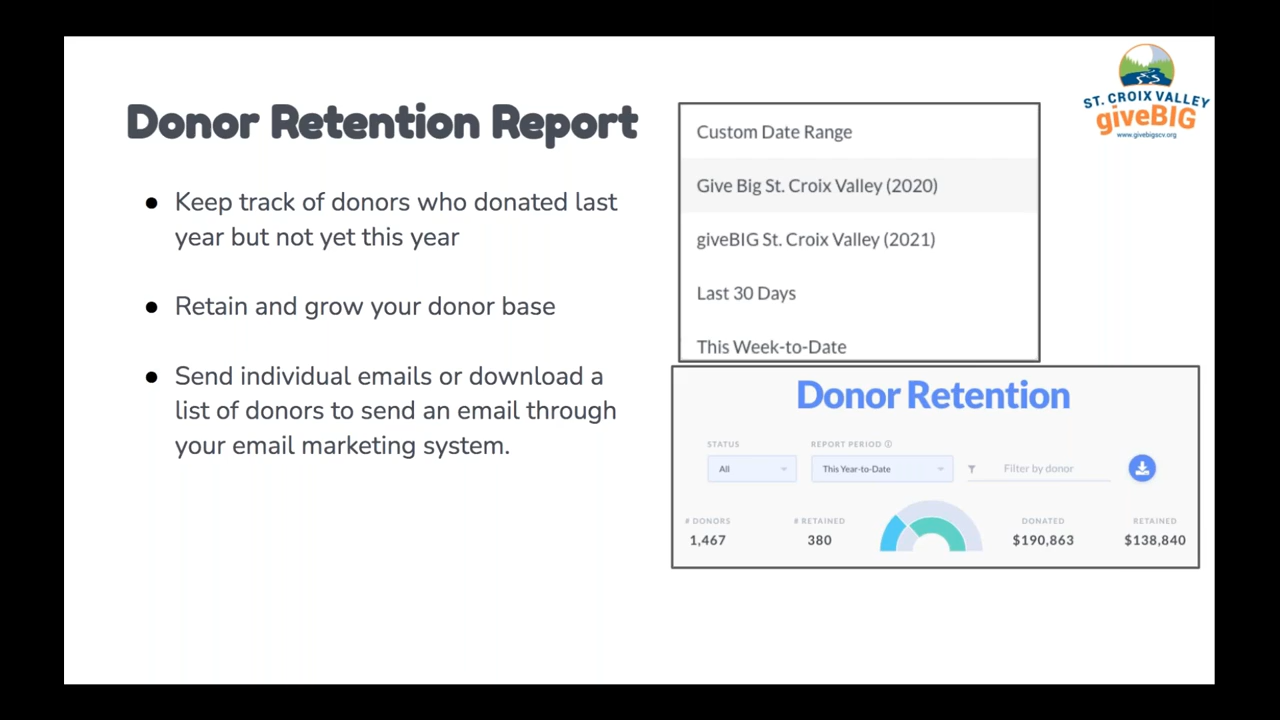 Donor Retention Report
● Keep track of donors who donated last
year but not yet this year
● Retain and grow your donor base
● Send individual emails or download a
list of donors to send an email through
your email marketing system.
ST. CROIX VALLEY
giveBIG
www.givebigscv.org
Custom Date Range
Give Big St. Croix Valley (2020)
giveBIG St. Croix Valley (2021)
Last 30 Days
This Week-to-Date
Donor Retention
STATUS REPORT PERIOD ⓘ
All This Year-to-Date Filter by donor
# DONORS # RETAINED DONATED RETAINED
1,467 380 $190,863 $138,840